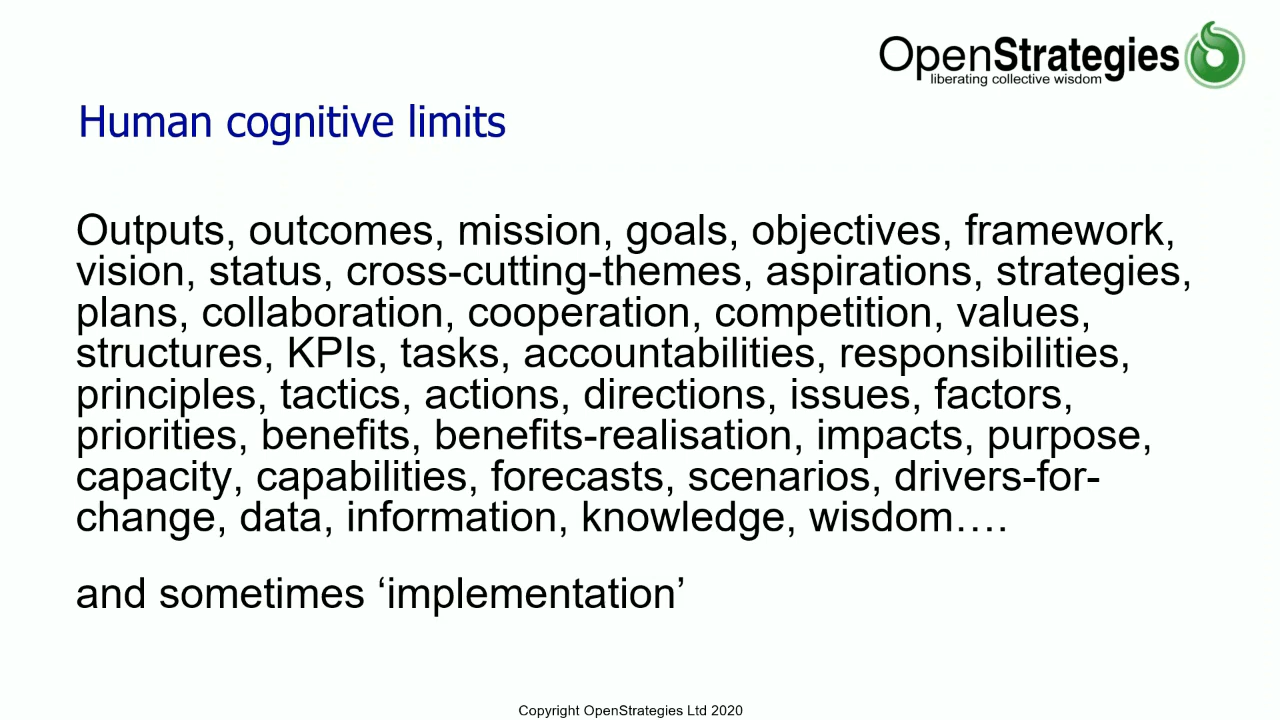 OpenStrategies
liberating collective wisdom
Human cognitive limits
Outputs, outcomes, mission, goals, objectives, framework,
vision, status, cross-cutting-themes, aspirations, strategies,
plans, collaboration, cooperation, competition, values,
structures, KPIs, tasks, accountabilities, responsibilities,
principles, tactics, actions, directions, issues, factors,
priorities, benefits, benefits-realisation, impacts, purpose,
capacity, capabilities, forecasts, scenarios, drivers-for-
change, data, information, knowledge, wisdom….
and sometimes ‘implementation’
Copyright OpenStrategies Ltd 2020